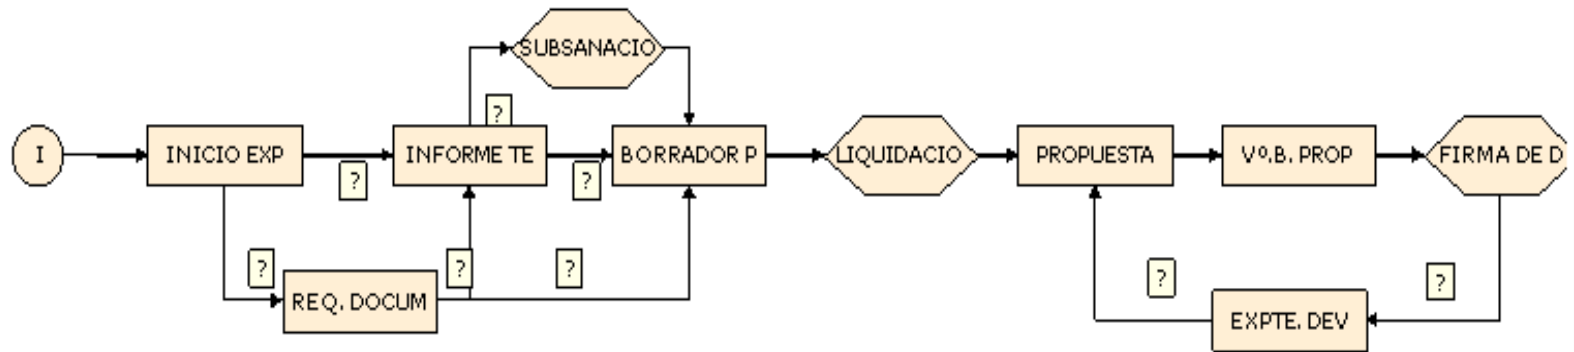 SUBSANACIO
?
I
INICIO EXP
INFORME TE
BORRADOR P
LIQUIDACIO
PROPUESTA
Vº.B. PROP
FIRMA DE D
?
?
?
?
?
?
?
REQ. DOCUM
EXPTE. DEV